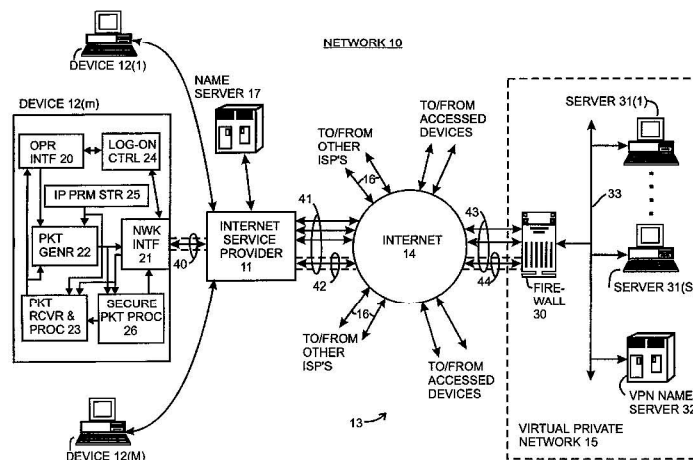 NETWORK 10
DEVICE 12(1)
NAME
SERVER 17
DEVICE 12(m)
OPR
INTF 20
LOG-ON
CTRL 24
IP PRM STR 25
PKT
GENR 22
NWK
INTF
21
PKT
RCVR &
PROC 23
SECURE
PKT PROC
26
40
INTERNET
SERVICE
PROVIDER
11
41
42
TO/FROM
OTHER
ISP'S
16
TO/FROM
ACCESSED
DEVICES
INTERNET
14
16
TO/FROM
OTHER
ISP'S
TO/FROM
ACCESSED
DEVICES
13
43
44
FIRE-
WALL
30
33
SERVER 31(1)
SERVER 31(S
VPN NAME
SERVER 32
VIRTUAL PRIVATE
NETWORK 15
DEVICE 12(M)